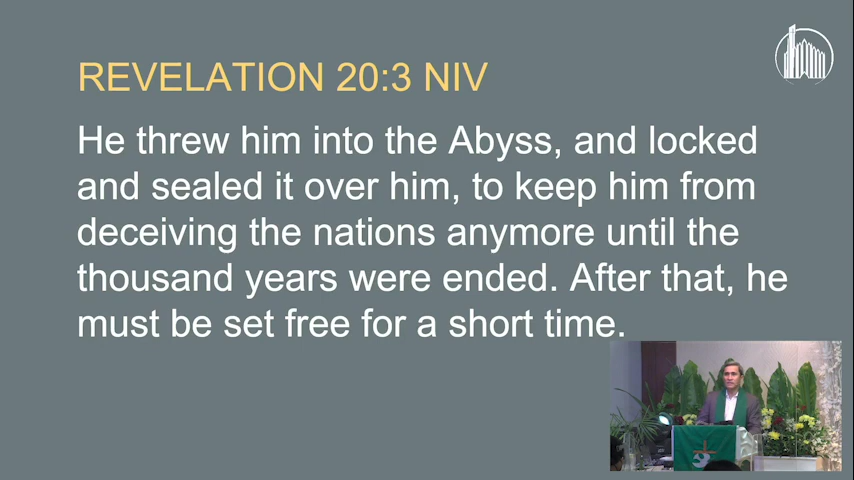 REVELATION 20:3 NIV
He threw him into the Abyss, and locked
and sealed it over him, to keep him from
deceiving the nations anymore until the
thousand years were ended. After that, he
must be set free for a short time.